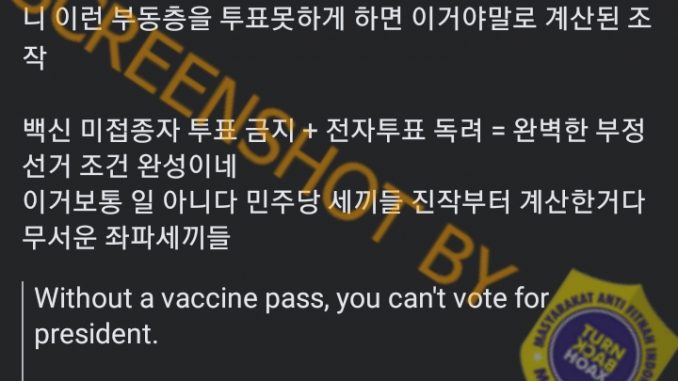 니 이런 부동층을 투표못하게 하면 이거야말로 계산된 조
작
백신 미접종자 투표 금지 + 전자투표 독려 = 완벽한 부정
선거 조건 완성이네
이거보통 일 아니다 민주당 세끼들 진작부터 계산한거다
무서운 좌파세끼들
Without a vaccine pass, you can't vote for
president.
SCREENSHOT BY
MASYARAKAT ANTI FITNAH INDO
TURN
BACK
HOAX